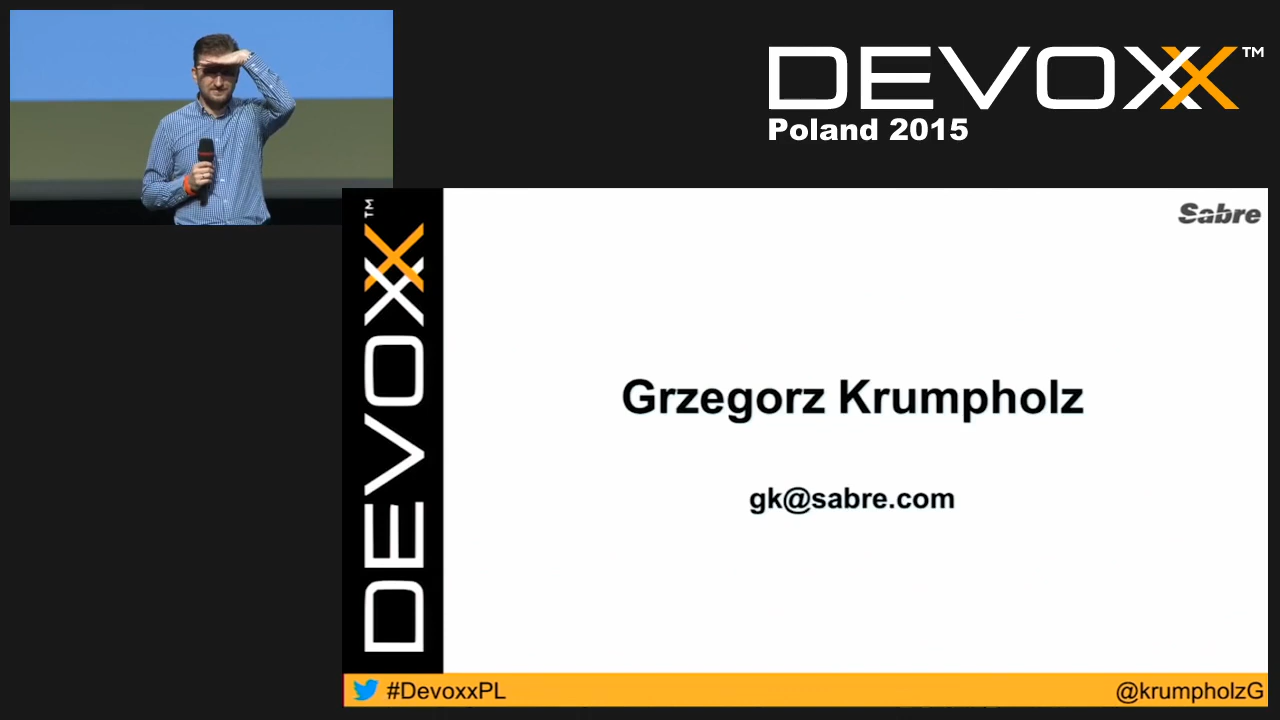 DEVOXX™
Poland 2015
DEVOXX™
Sabre
Grzegorz Krumpholz
gk@sabre.com
#DevoxxPL
@krumpholzG